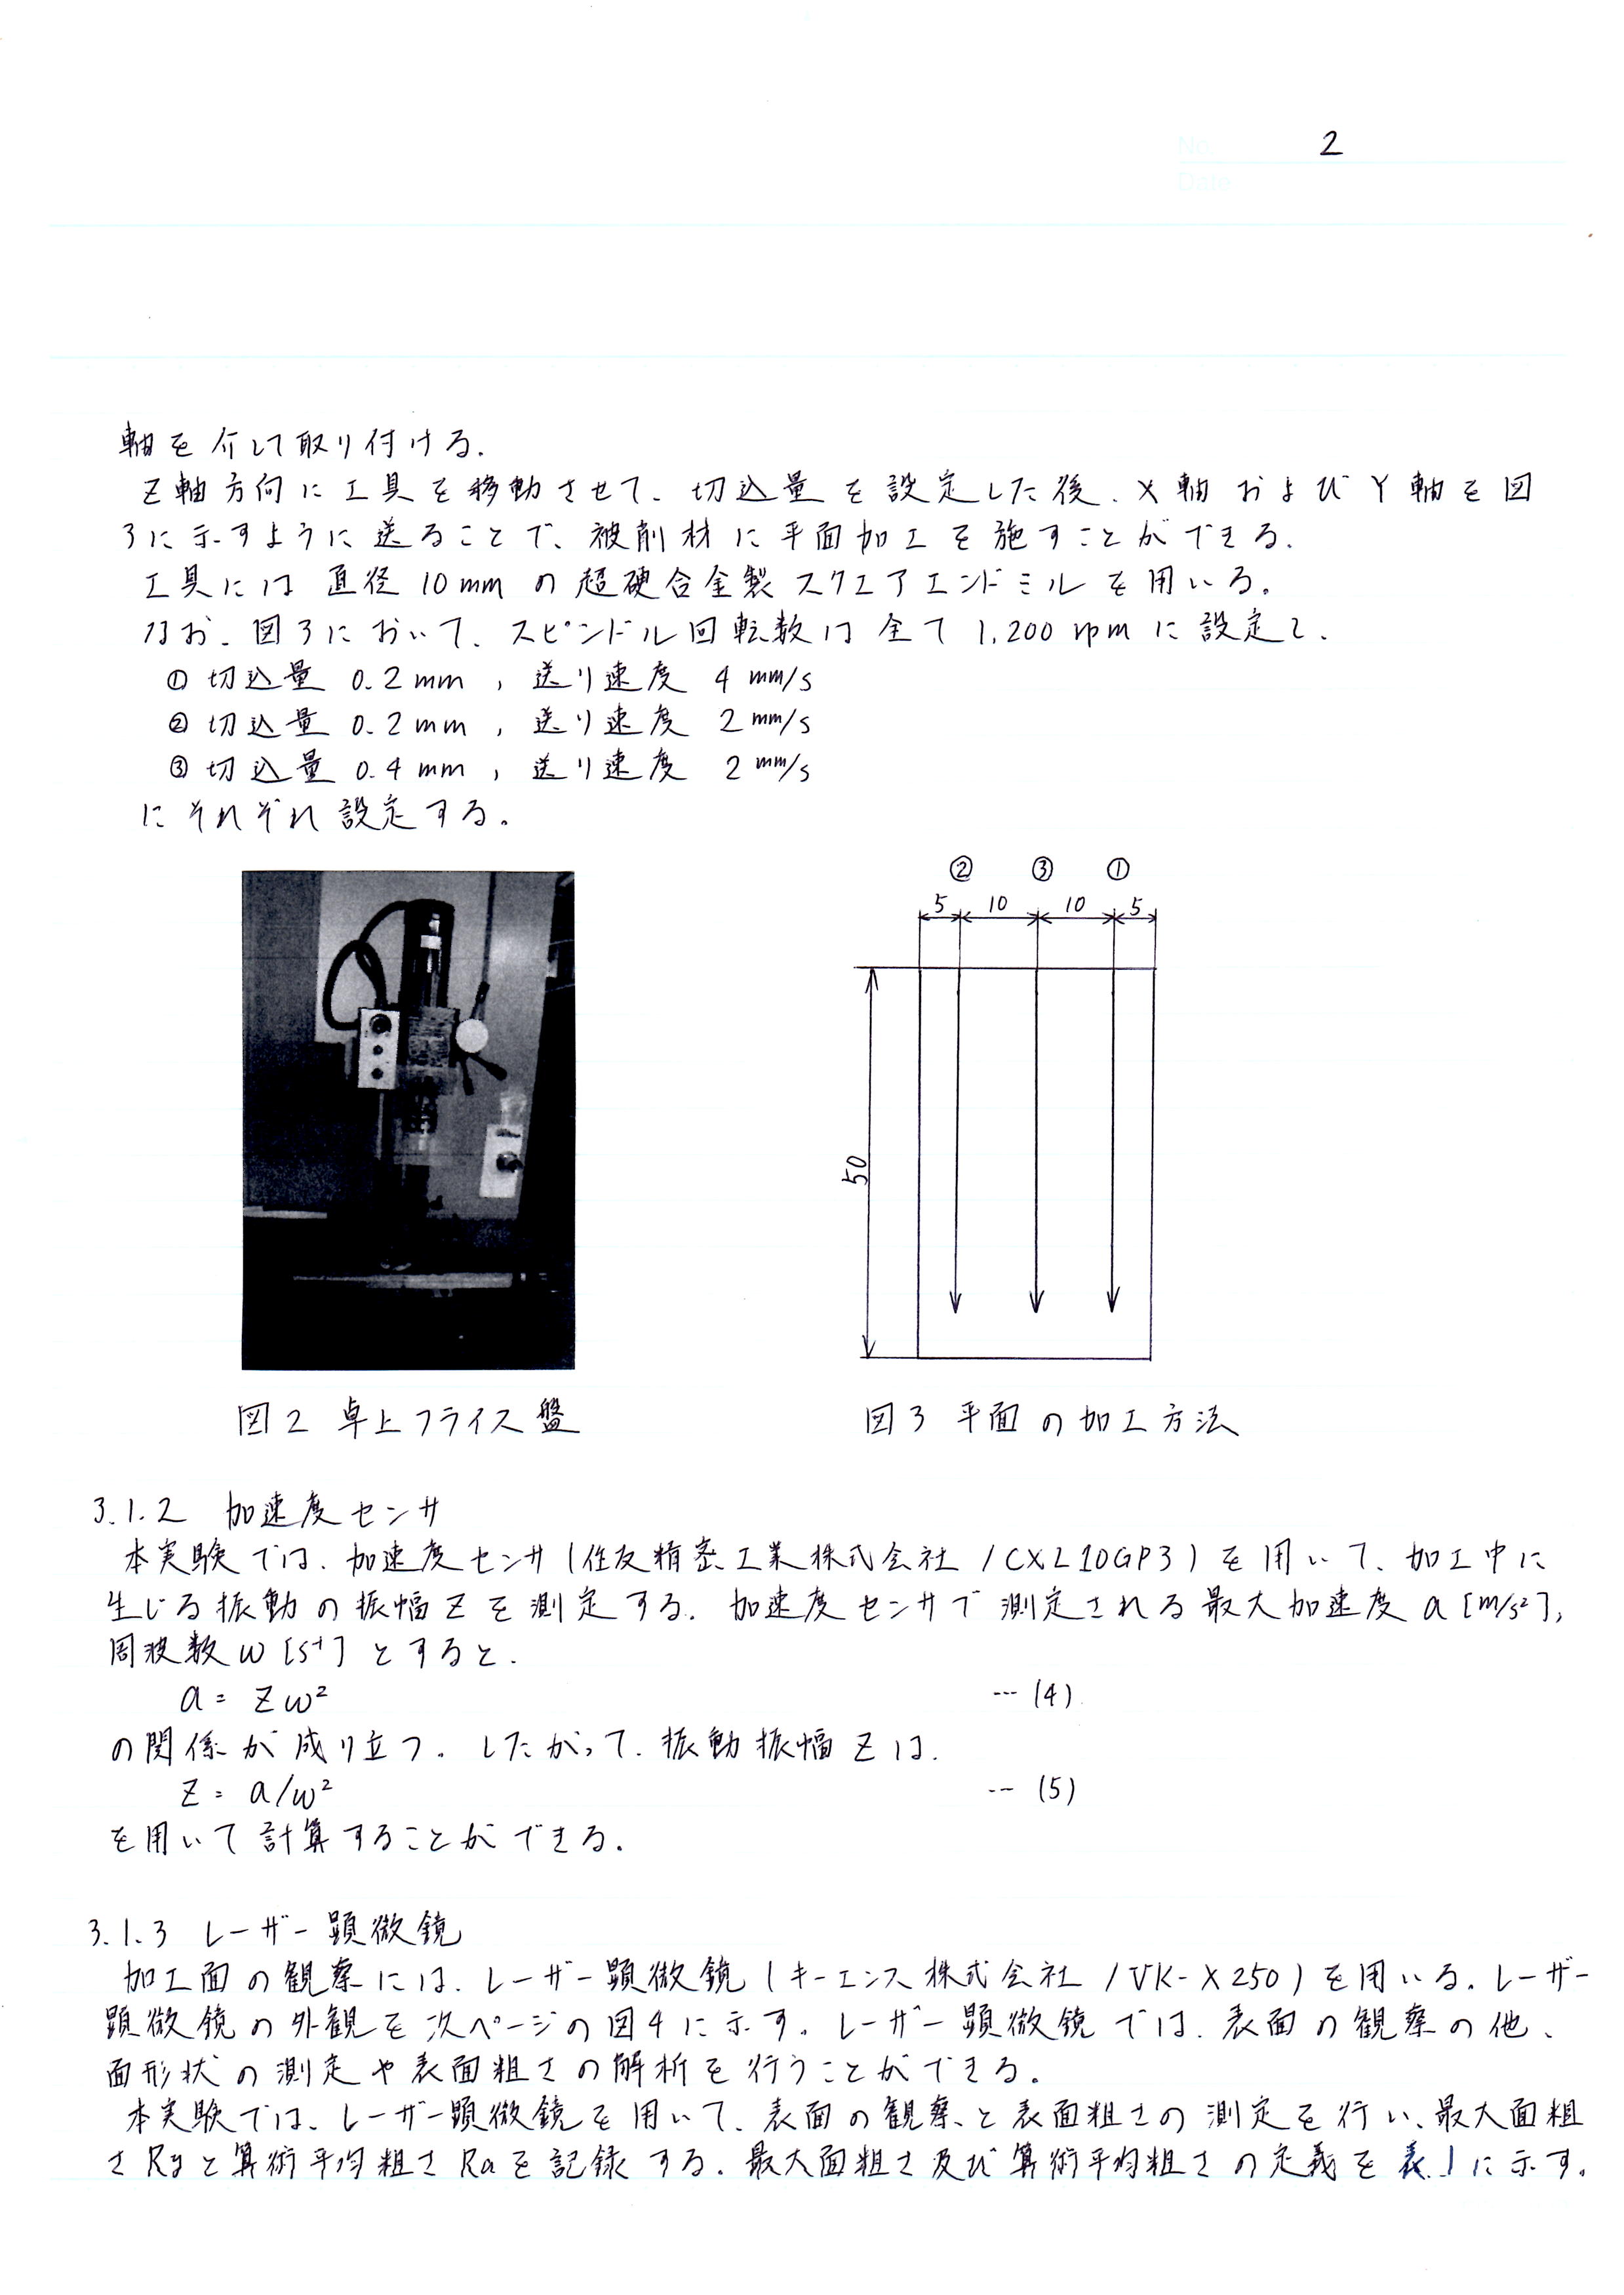 No. 2
Date
軸を介して取り付ける.
Z軸方向に工具を移動させて、切込量を設定した後、X軸およびY軸を図
3に示すように送ることで、被削材に平面加工を施すことができる.
工具には直径10mmの超硬合金製スクエアエンドミルを用いる。
なお、図3において、スピンドル回転数は全て1,200rpmに設定し、
① 切込量 0.2mm , 送り速度 4 mm/s
② 切込量 0.2mm , 送り速度 2 mm/s
③ 切込量 0.4mm , 送り速度 2 mm/s
にそれぞれ設定する。
② ③ ①
5 10 10 5
50
図2 卓上フライス盤
図3 平面の加工方法
3.1.2 加速度センサ
本実験では、加速度センサ(住友精密工業株式会社/CXL10GP3)を用いて、加工中に
生じる振動の振幅Zを測定する. 加速度センサで測定される最大加速度a[m/s²],
周波数ω[s⁻¹]とすると、
a = Zω² … (4)
の関係が成り立つ。したがって、振動振幅Zは、
Z = a/ω² … (5)
を用いて計算することができる.
3.1.3 レーザー顕微鏡
加工面の観察には、レーザー顕微鏡(キーエンス株式会社/VK-X250)を用いる. レーザー
顕微鏡の外観を次ページの図4に示す。レーザー顕微鏡では、表面の観察の他、
面形状の測定や表面粗さの解析を行うことができる.
本実験では、レーザー顕微鏡を用いて、表面の観察と表面粗さの測定を行い、最大面粗
さRyと算術平均粗さRaを記録する. 最大面粗さ及び算術平均粗さの定義を表1に示す.